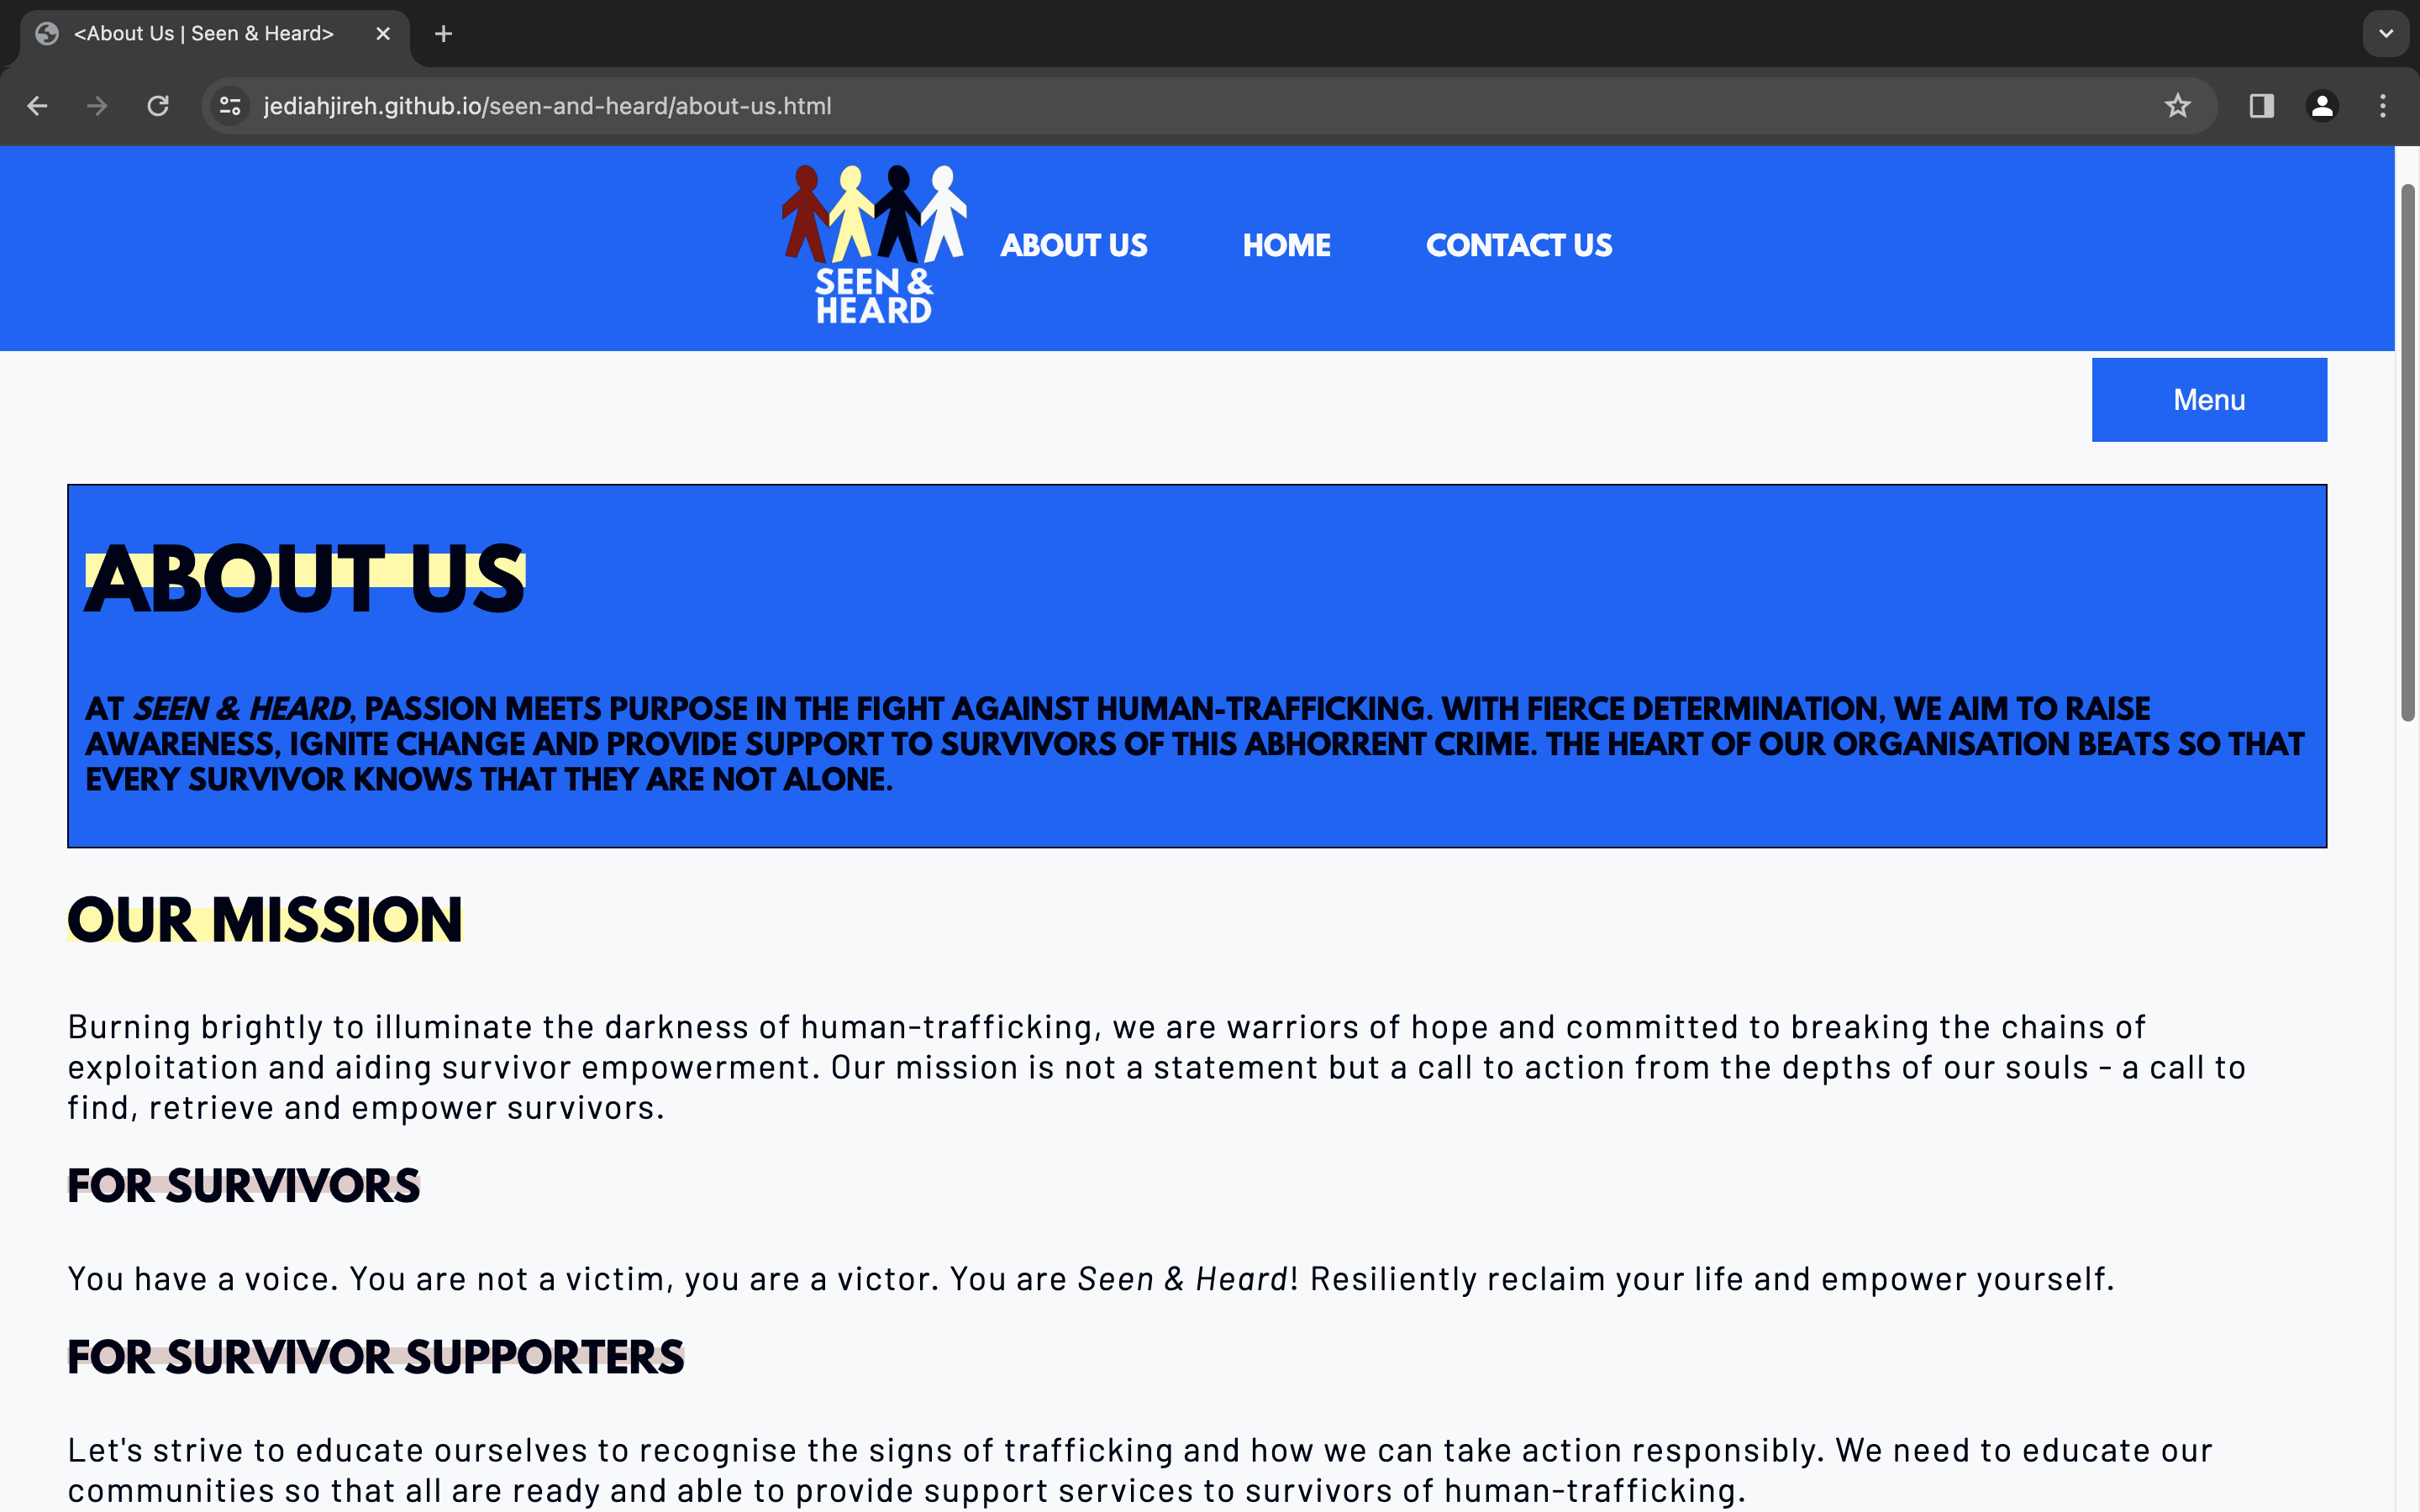 <About Us | Seen & Heard>
jediahjireh.github.io/seen-and-heard/about-us.html
SEEN &
HEARD
ABOUT US
HOME
CONTACT US
Menu
ABOUT US
AT SEEN & HEARD, PASSION MEETS PURPOSE IN THE FIGHT AGAINST HUMAN-TRAFFICKING. WITH FIERCE DETERMINATION, WE AIM TO RAISE
AWARENESS, IGNITE CHANGE AND PROVIDE SUPPORT TO SURVIVORS OF THIS ABHORRENT CRIME. THE HEART OF OUR ORGANISATION BEATS SO THAT
EVERY SURVIVOR KNOWS THAT THEY ARE NOT ALONE.
OUR MISSION
Burning brightly to illuminate the darkness of human-trafficking, we are warriors of hope and committed to breaking the chains of
exploitation and aiding survivor empowerment. Our mission is not a statement but a call to action from the depths of our souls - a call to
find, retrieve and empower survivors.
FOR SURVIVORS
You have a voice. You are not a victim, you are a victor. You are Seen & Heard! Resiliently reclaim your life and empower yourself.
FOR SURVIVOR SUPPORTERS
Let's strive to educate ourselves to recognise the signs of trafficking and how we can take action responsibly. We need to educate our
communities so that all are ready and able to provide support services to survivors of human-trafficking.